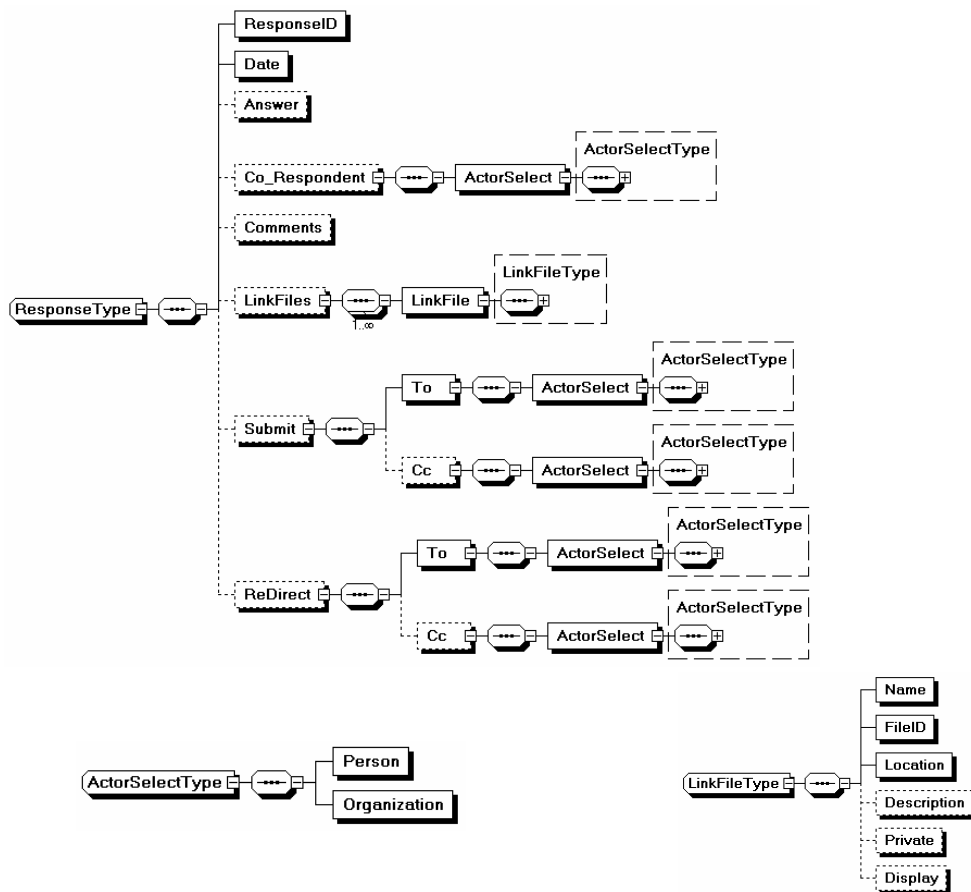 ResponseID
Date
Answer
Co_Respondent
ActorSelect
ActorSelectType
Comments
ResponseType
LinkFiles
1..∞
LinkFile
LinkFileType
Submit
To
ActorSelect
ActorSelectType
Cc
ActorSelect
ActorSelectType
ReDirect
To
ActorSelect
ActorSelectType
Cc
ActorSelect
ActorSelectType
ActorSelectType
Person
Organization
LinkFileType
Name
FileID
Location
Description
Private
Display